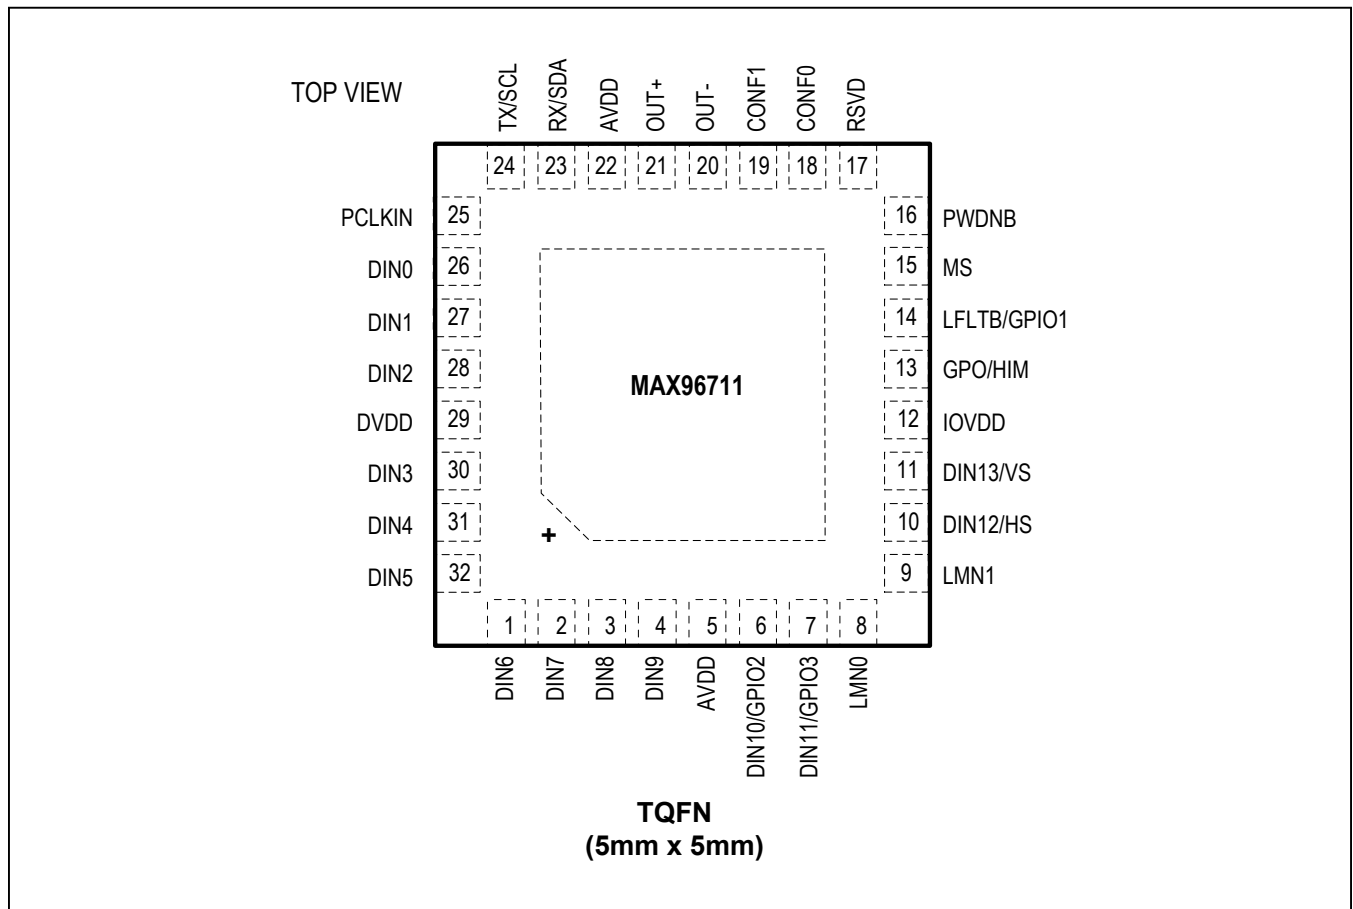 TOP VIEW
TX/SCL
RX/SDA
AVDD
OUT+
OUT-
CONF1
CONF0
RSVD
24 23 22 21 20 19 18 17
PCLKIN 25 16 PWDNB
DIN0 26 15 MS
DIN1 27 14 LFLTB/GPIO1
DIN2 28 13 GPO/HIM
MAX96711
DVDD 29 12 IOVDD
DIN3 30 11 DIN13/VS
DIN4 31 10 DIN12/HS
+
DIN5 32 9 LMN1
1 2 3 4 5 6 7 8
DIN6
DIN7
DIN8
DIN9
AVDD
DIN10/GPIO2
DIN11/GPIO3
LMN0
TQFN
(5mm x 5mm)